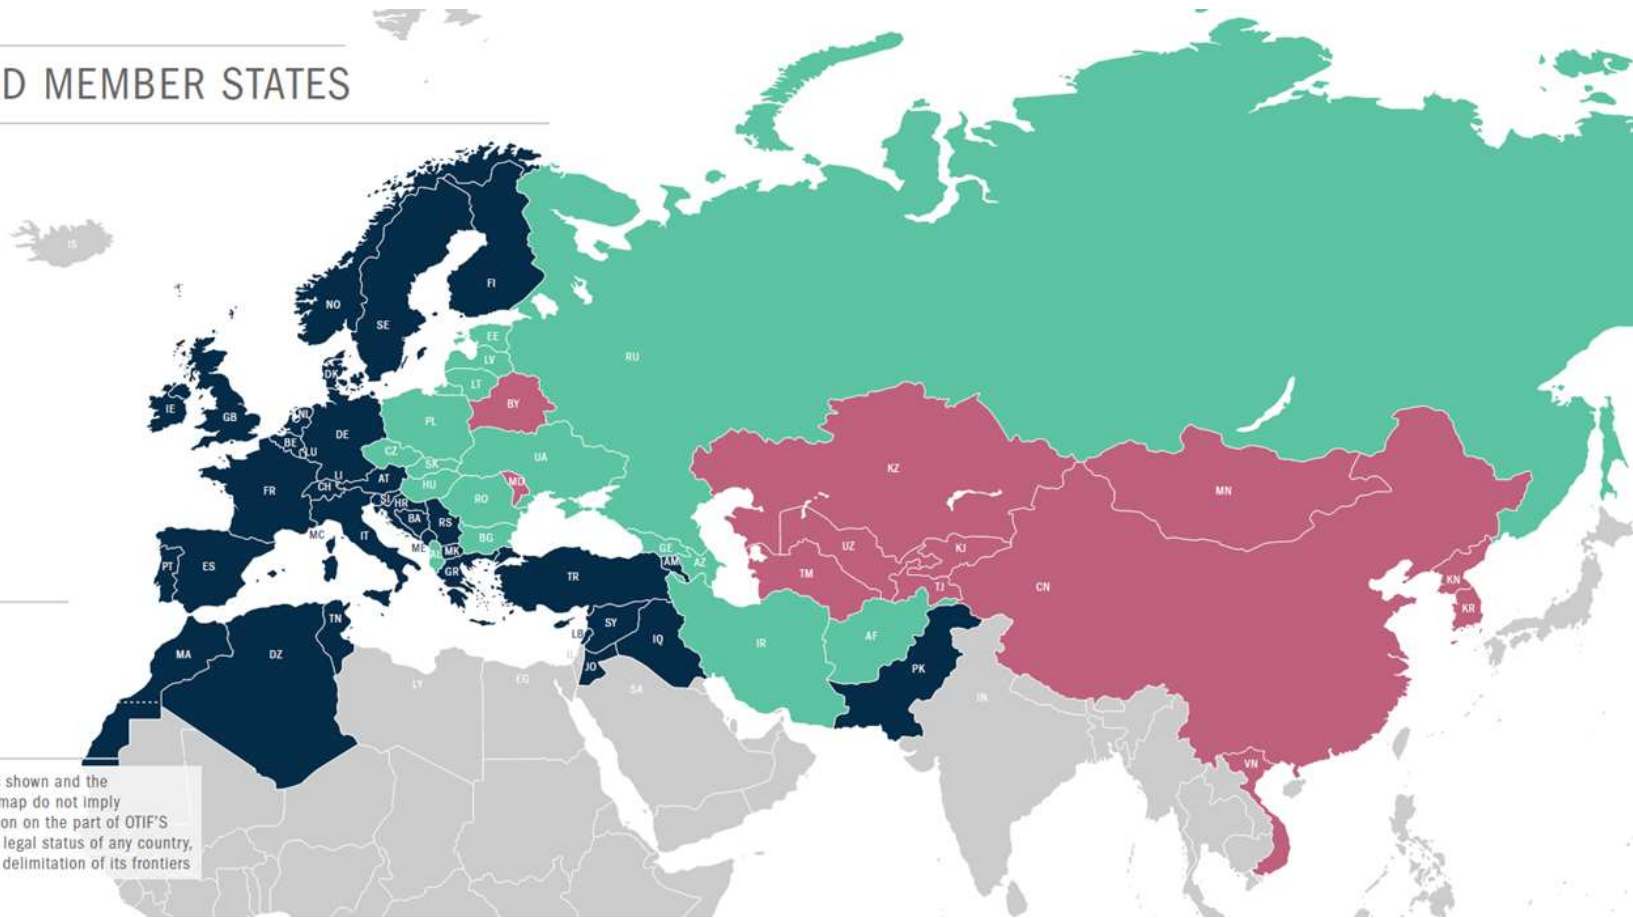 D MEMBER STATES
IS
FI
NO
SE
EE
LV
LT
RU
DK
BY
IE
GB
NL
PL
DE
BE
LU
CZ
UA
SK
KZ
FR
LI
CH
AT
HU
MD
RO
SI
HR
BA
RS
MN
MC
IT
ME
AL
MK
BG
GE
AM
AZ
UZ
KJ
PT
ES
GR
TR
TM
TJ
CN
KN
KR
TN
LB
SY
IQ
IR
AF
MA
DZ
IL
JO
PK
LY
EG
SA
IN
VN
shown and the
map do not imply
on on the part of OTIF'S
legal status of any country,
delimitation of its frontiers